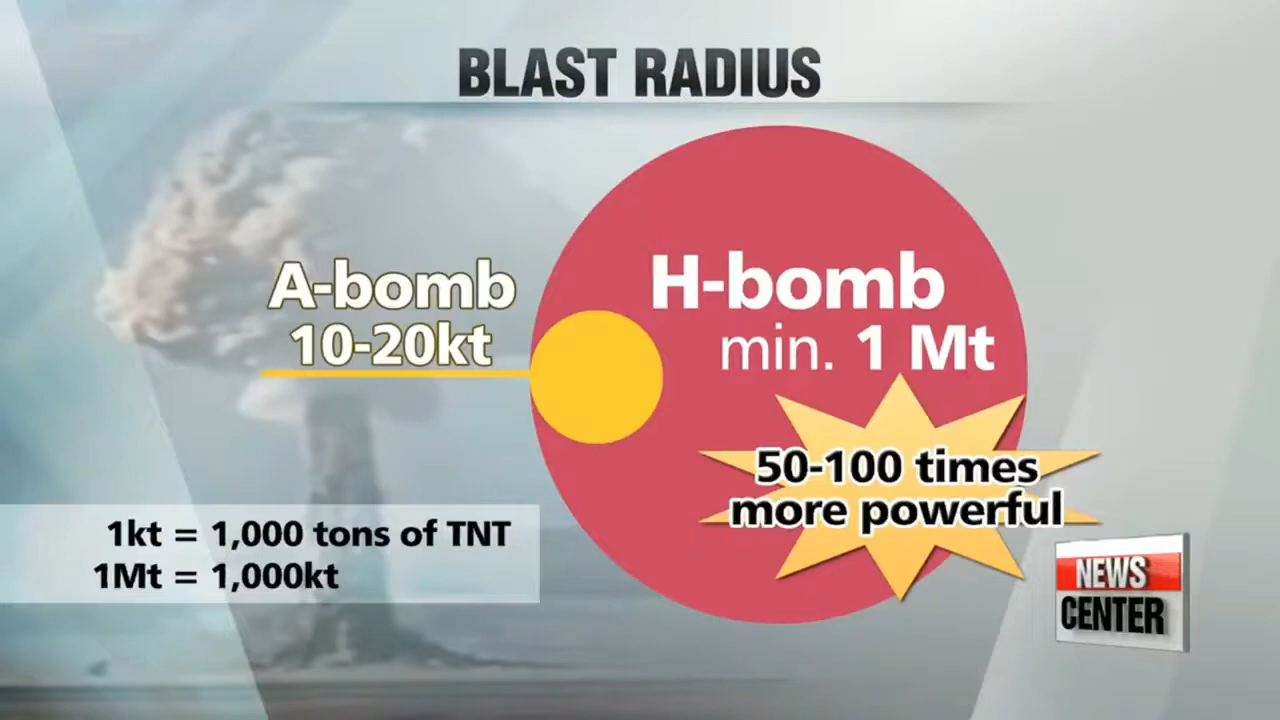 BLAST RADIUS
A-bomb
10-20kt
H-bomb
min. 1 Mt
50-100 times
more powerful
1kt = 1,000 tons of TNT
1Mt = 1,000kt
NEWS
CENTER